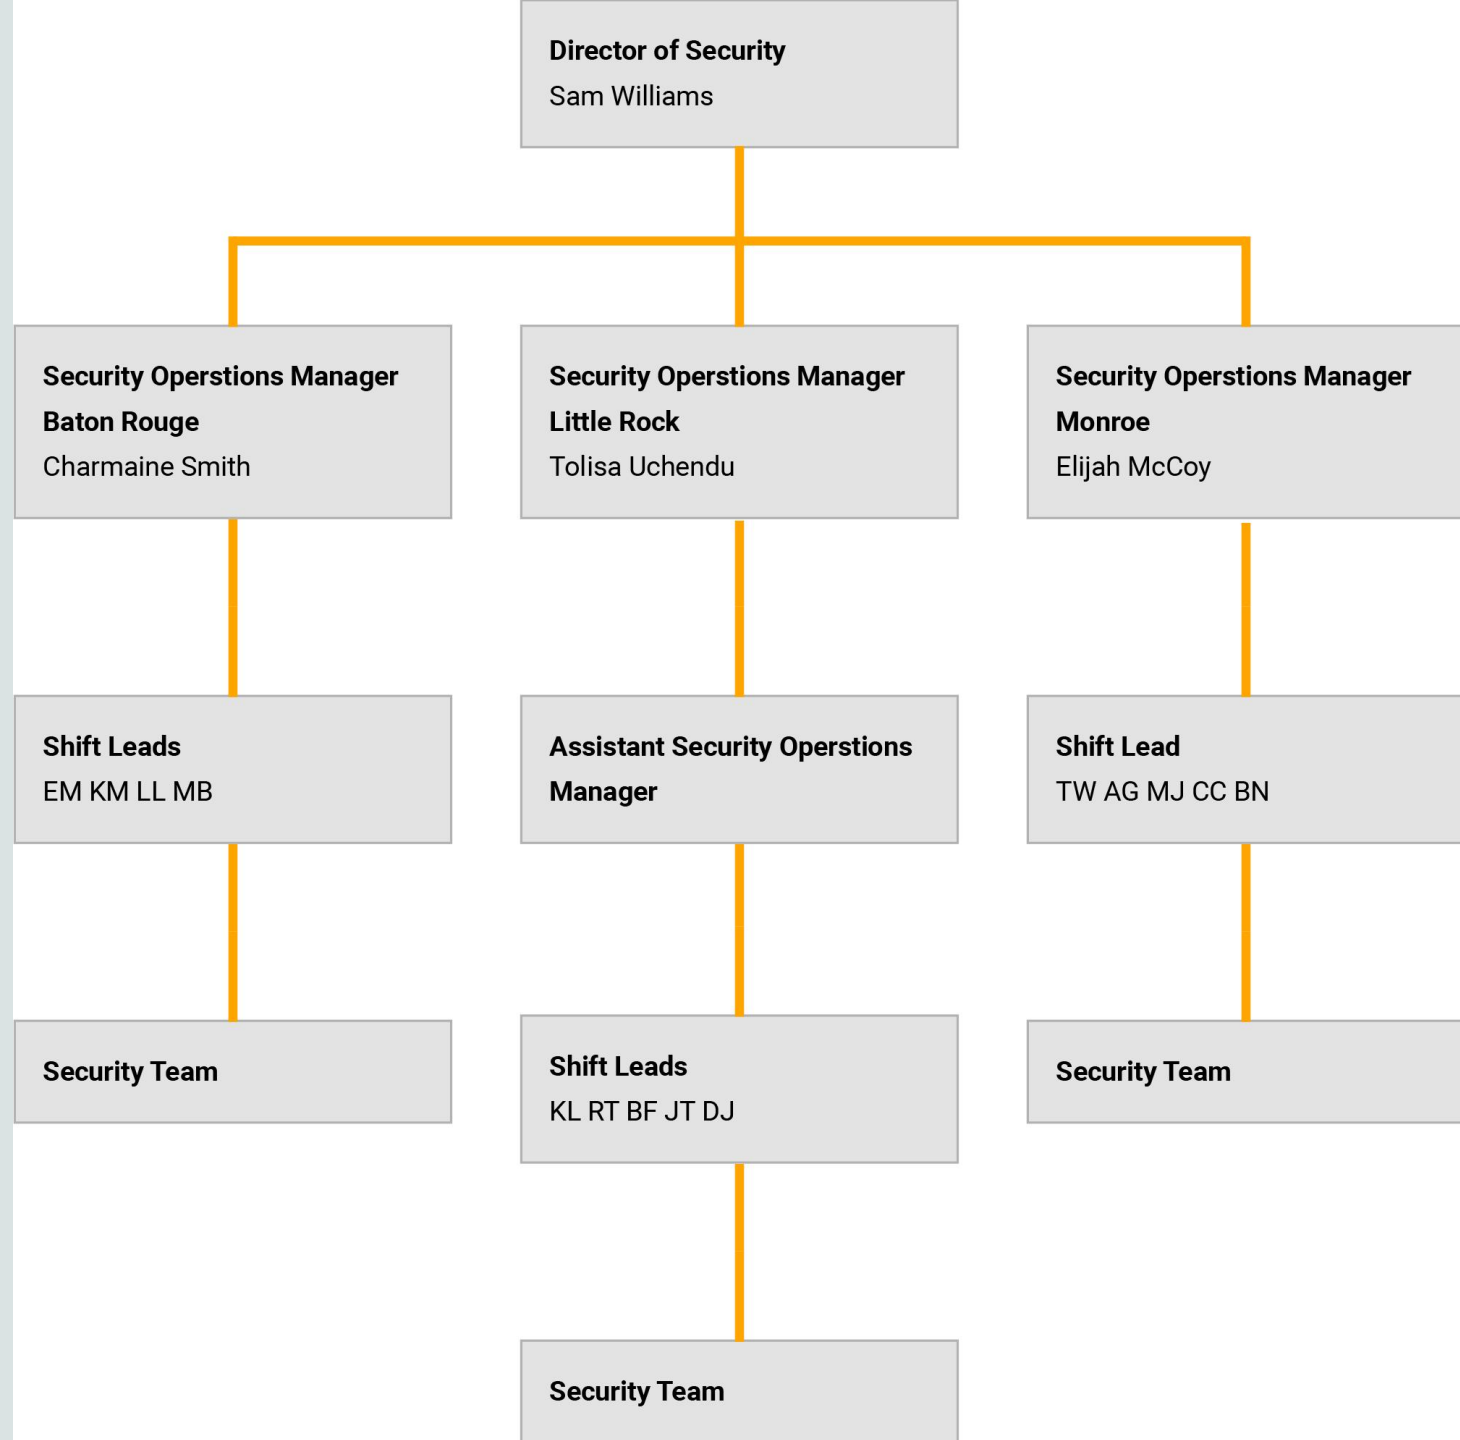 Director of Security
Sam Williams
Security Operstions Manager
Baton Rouge
Charmaine Smith
Security Operstions Manager
Little Rock
Tolisa Uchendu
Security Operstions Manager
Monroe
Elijah McCoy
Shift Leads
EM KM LL MB
Assistant Security Operstions
Manager
Shift Lead
TW AG MJ CC BN
Security Team
Shift Leads
KL RT BF JT DJ
Security Team
Security Team